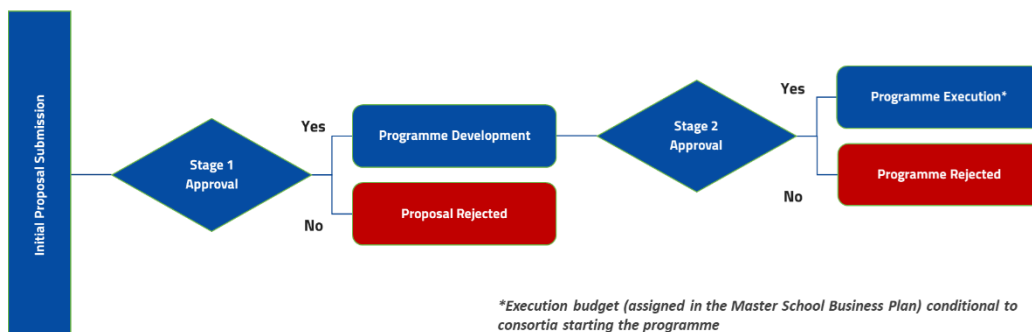 Initial Proposal Submission
Stage 1
Approval
Yes
No
Programme Development
Proposal Rejected
Stage 2
Approval
Yes
No
Programme Execution*
Programme Rejected
*Execution budget (assigned in the Master School Business Plan) conditional to
consortia starting the programme